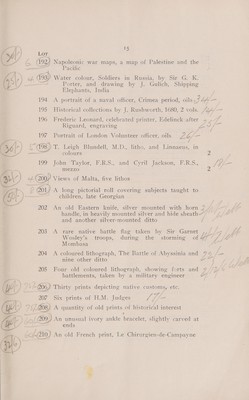 15
Lot
192 Napoleonic war maps, a map of Palestine and the
Pacific
193 Water colour, Soldiers in Russia, by Sir G. K.
Porter, and drawing by J. Gulich, Shipping
Elephants, India
194 A portrait of a naval officer, Crimea period, oils
195 Historical collections by J. Rushworth, 1680, 2 vols.
196 Frederic Leonard, celebrated printer, Edelinck after
Rigaurd, engraving
197 Portrait of London Volunteer officer, oils
198 T. Leigh Blundell, M.D., litho, and Linnaeus, in
colours 2
199 John Taylor, F.R.S., and Cyril Jackson, F.R.S.,
mezzo 2
200 Views of Malta, five lithos
201 A long pictorial roll covering subjects taught to
children, late Georgian
202 An old Eastern knife, silver mounted with horn
handle, in heavily mounted silver and hide sheath
and another silver-mounted ditto
203 A rare native battle flag taken by Sir Garnet
Wosley's troops, during the storming of
Mombasa
204 A coloured lithograph, The Battle of Abyssinia and
nine other ditto
205 Four old coloured lithograph, showing forts and
battlements, taken by a military engineer
206 Thirty prints depicting native customs, etc.
207 Six prints of H.M. Judges
208 A quantity of old prints of historical interest
209 An unusual ivory ankle bracelet, slightly carved at
ends
210 An old French print, Le Chirurgien-de-Campagne